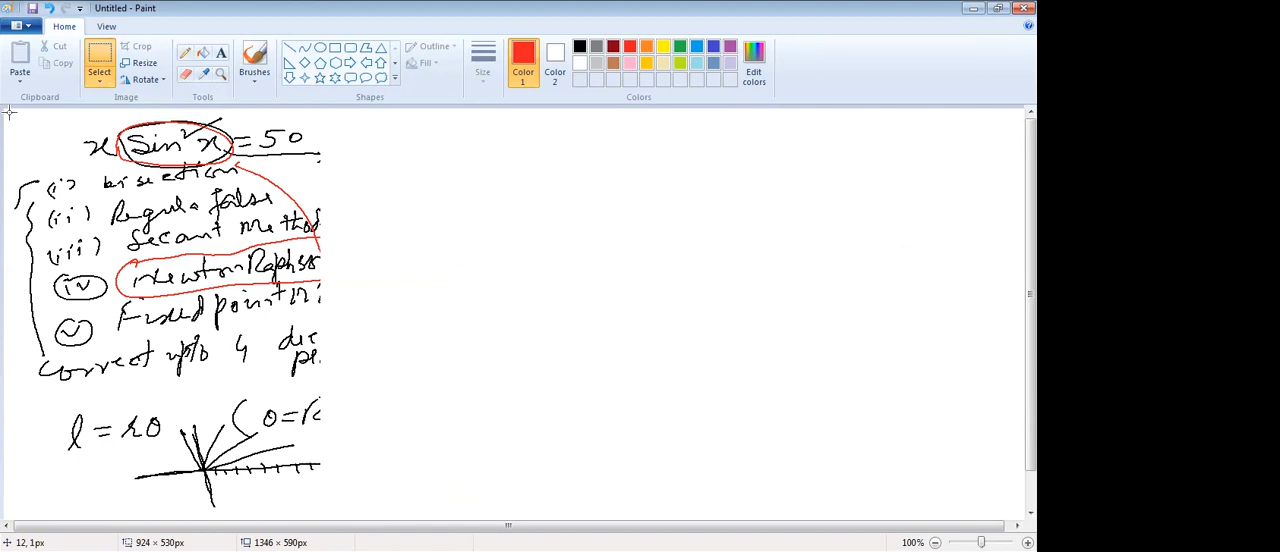 Untitled - Paint
Home View
Paste Cut Copy
Clipboard
Select Crop Resize Rotate
Image
A
Tools
Brushes
Outline Fill
Shapes
Size
Color 1 Color 2
Edit colors
Colors
x sin²x = 50
(i) bisection
(ii) Regula falsi
(iii) Secant Method
(iv) Newton Raphso
(v) Fixed point
Correct upto 4
l = rθ θ =
12, 1px 924 × 530px 1346 × 590px 100%